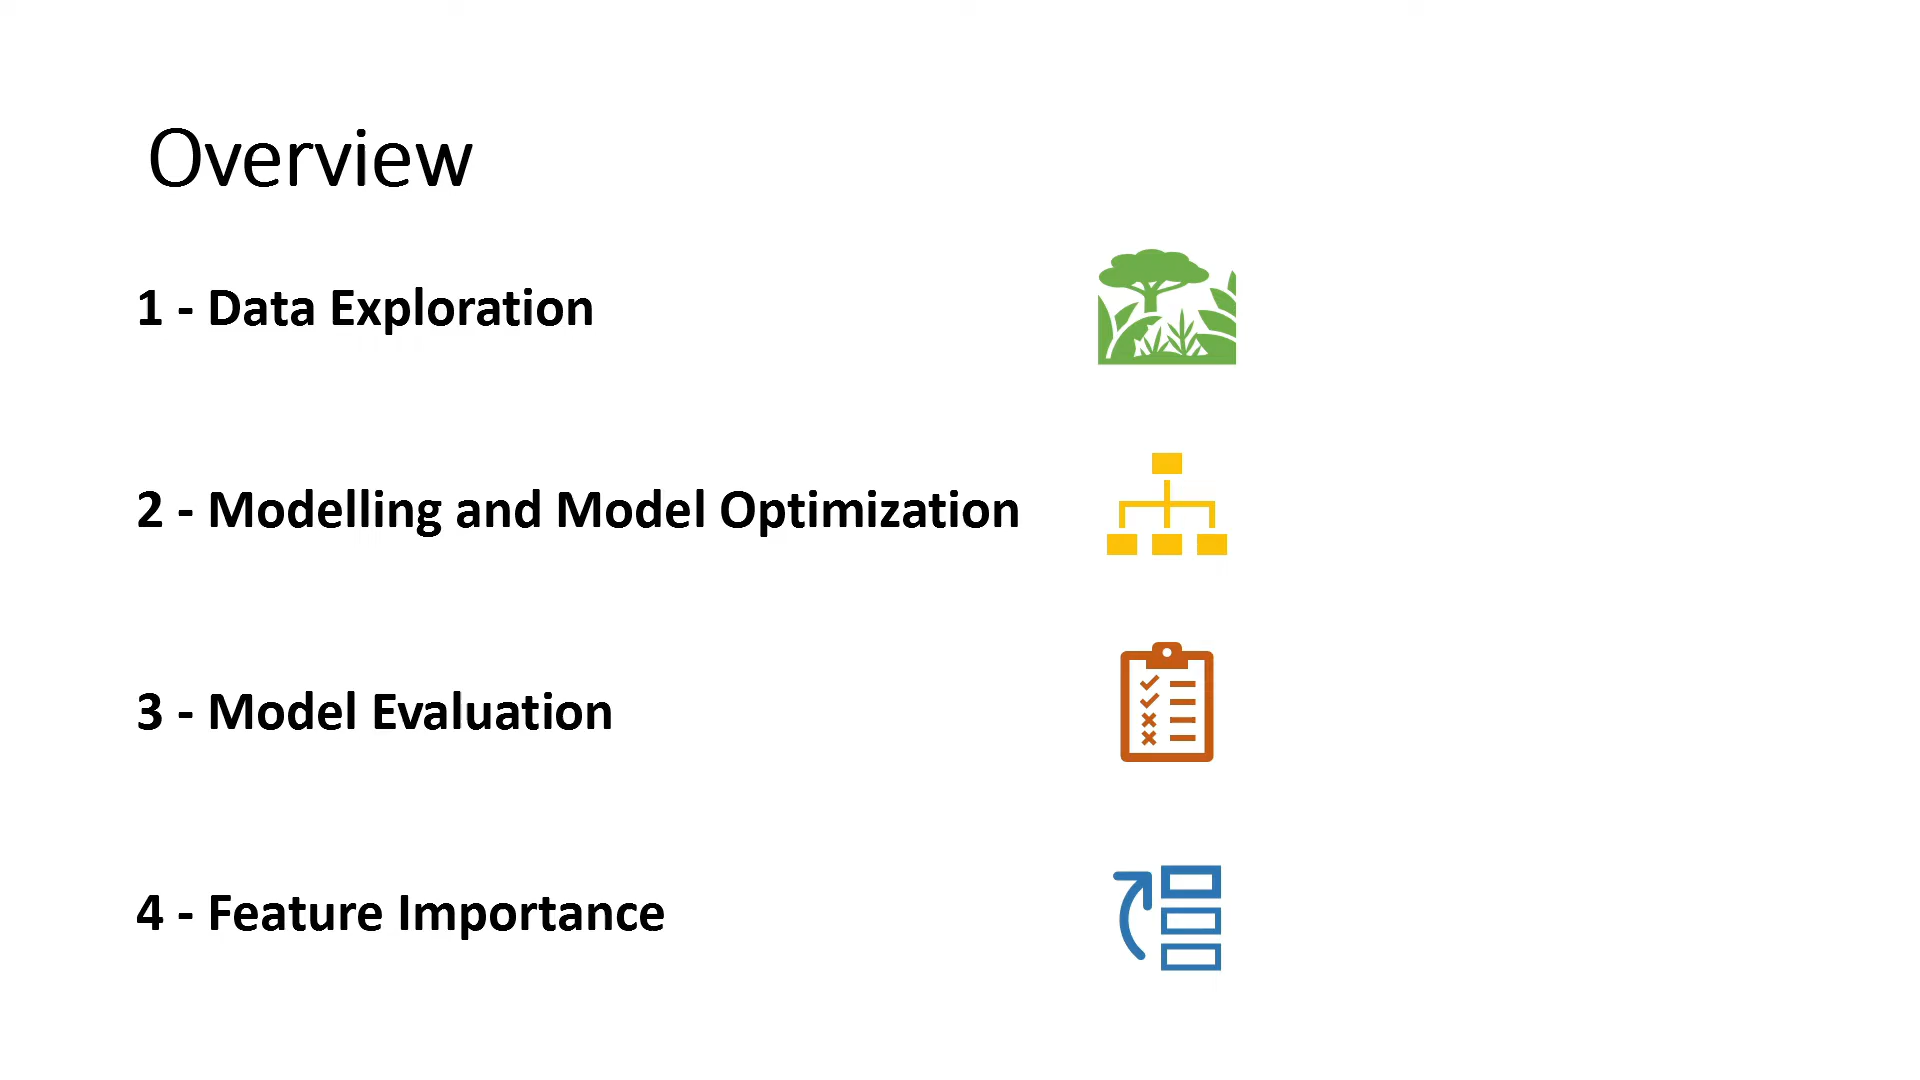 Overview
1 - Data Exploration
2 - Modelling and Model Optimization
3 - Model Evaluation
4 - Feature Importance